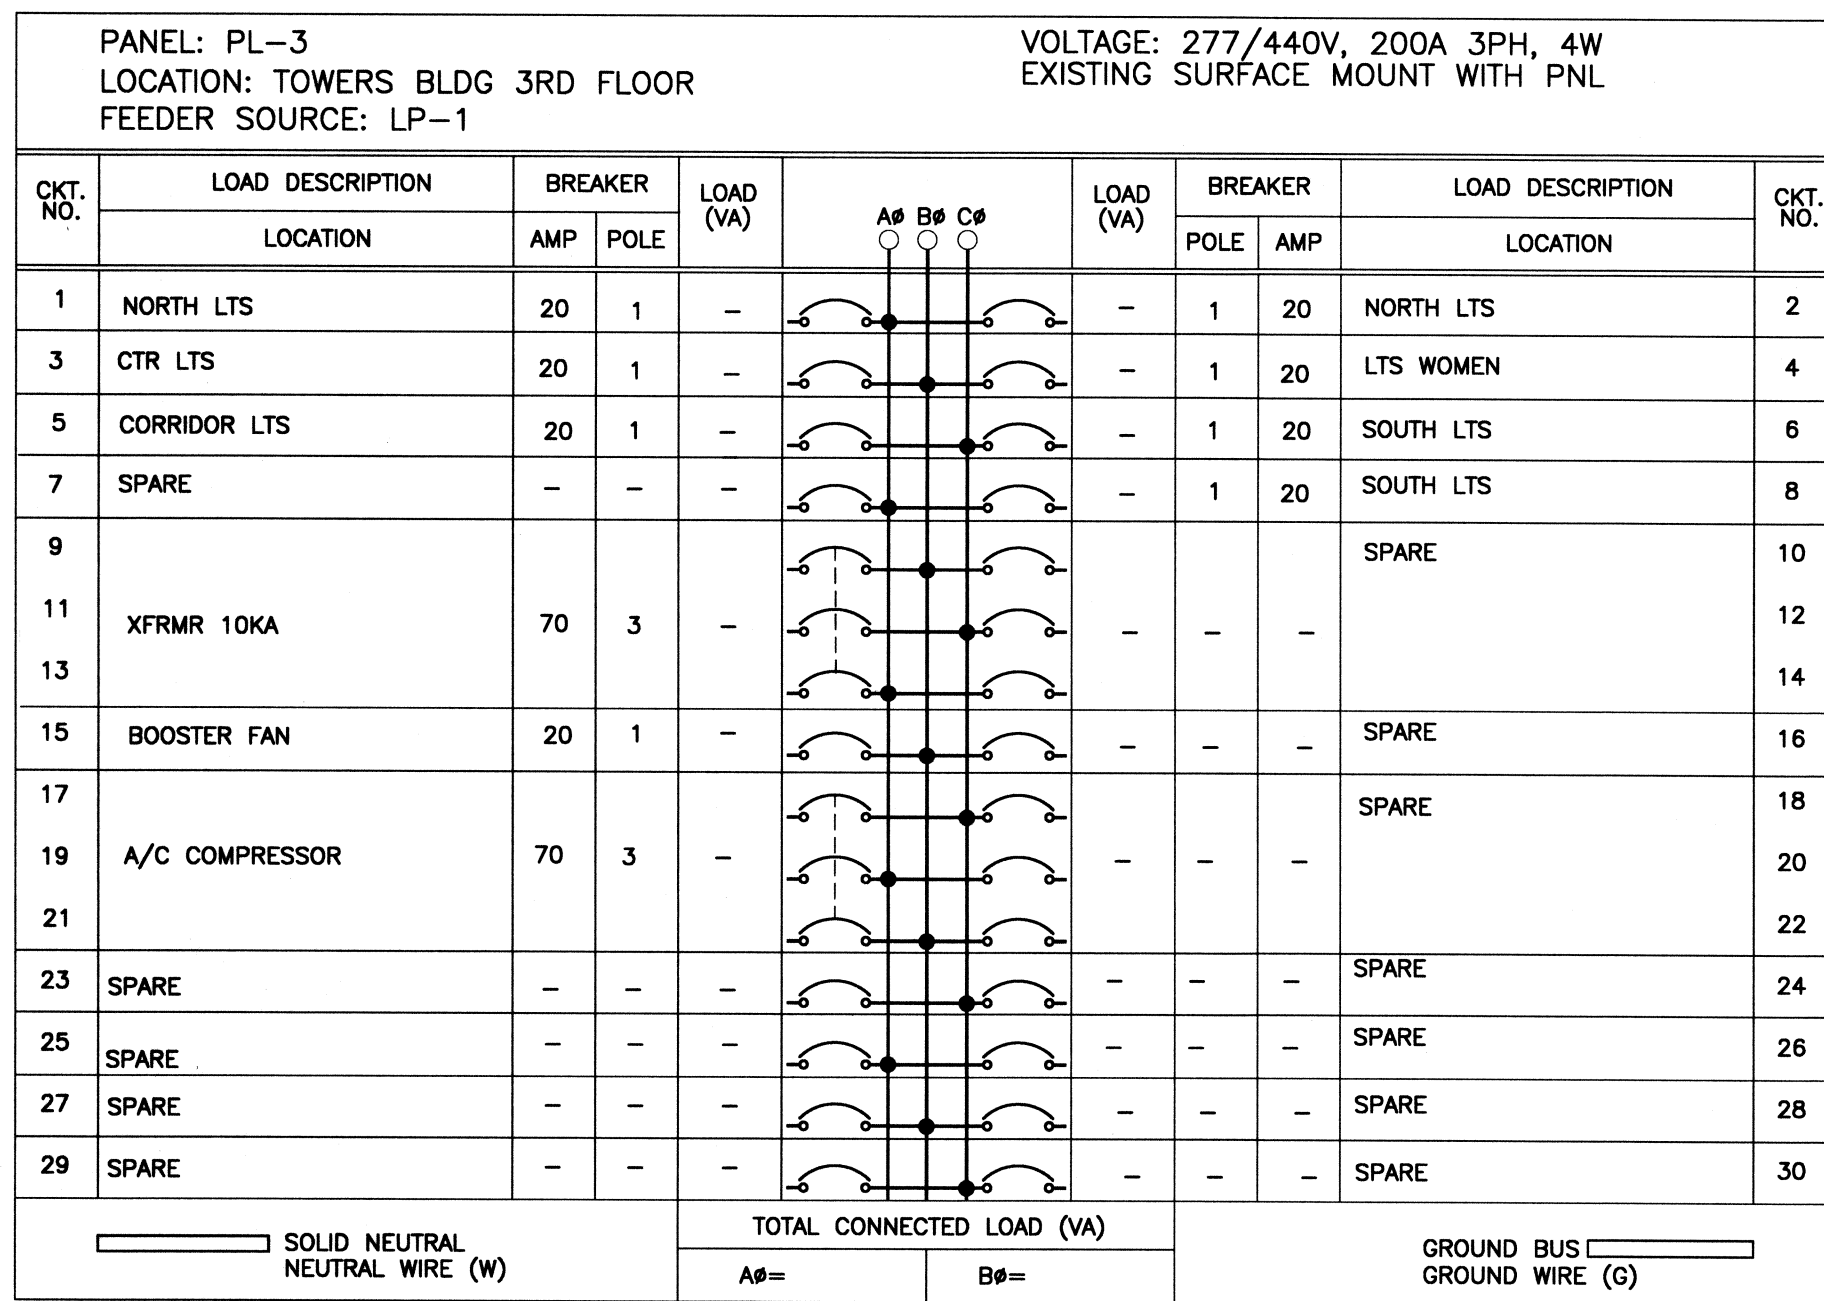 PANEL: PL-3
LOCATION: TOWERS BLDG 3RD FLOOR
FEEDER SOURCE: LP-1
VOLTAGE: 277/440V, 200A 3PH, 4W
EXISTING SURFACE MOUNT WITH PNL
CKT. NO. LOAD DESCRIPTION BREAKER LOAD (VA) AØ BØ CØ LOAD (VA) BREAKER LOAD DESCRIPTION CKT. NO.
LOCATION AMP POLE POLE AMP LOCATION
1 NORTH LTS 20 1 - - 1 20 NORTH LTS 2
3 CTR LTS 20 1 - - 1 20 LTS WOMEN 4
5 CORRIDOR LTS 20 1 - - 1 20 SOUTH LTS 6
7 SPARE - - - - 1 20 SOUTH LTS 8
9 SPARE 10
11 XFRMR 10KA 70 3 - - - - 12
13 14
15 BOOSTER FAN 20 1 - - - - SPARE 16
17 SPARE 18
19 A/C COMPRESSOR 70 3 - - - - 20
21 22
23 SPARE - - - - - - SPARE 24
25 SPARE - - - - - - SPARE 26
27 SPARE - - - - - - SPARE 28
29 SPARE - - - - - - SPARE 30
SOLID NEUTRAL
NEUTRAL WIRE (W)
TOTAL CONNECTED LOAD (VA)
AØ= BØ=
GROUND BUS
GROUND WIRE (G)